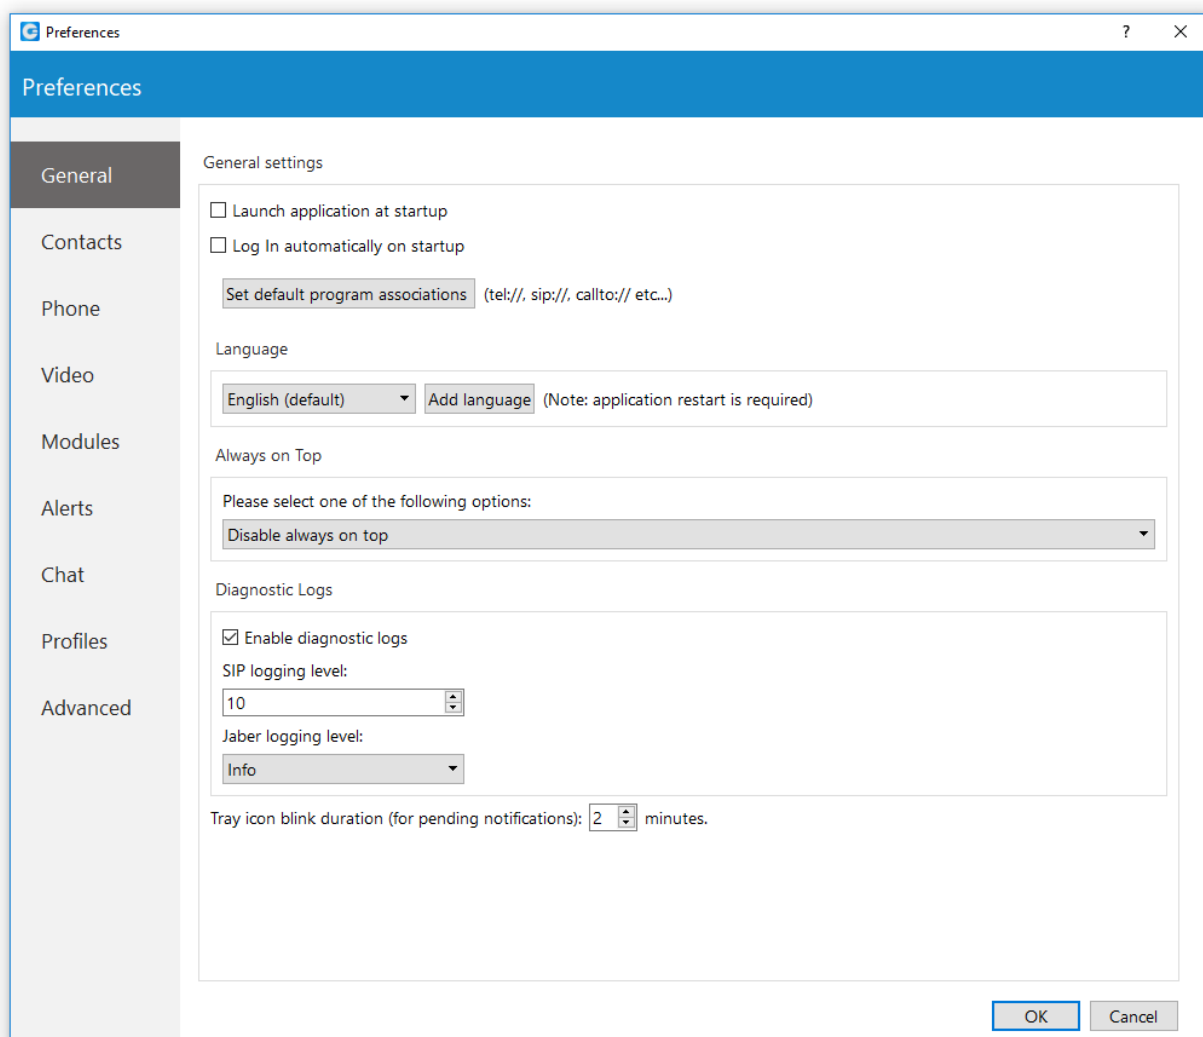 Preferences
?
Preferences
General
Contacts
Phone
Video
Modules
Alerts
Chat
Profiles
Advanced
General settings
Launch application at startup
Log In automatically on startup
Set default program associations (tel://, sip://, callto:// etc...)
Language
English (default) Add language (Note: application restart is required)
Always on Top
Please select one of the following options:
Disable always on top
Diagnostic Logs
Enable diagnostic logs
SIP logging level:
10
Jaber logging level:
Info
Tray icon blink duration (for pending notifications): 2 minutes.
OK Cancel